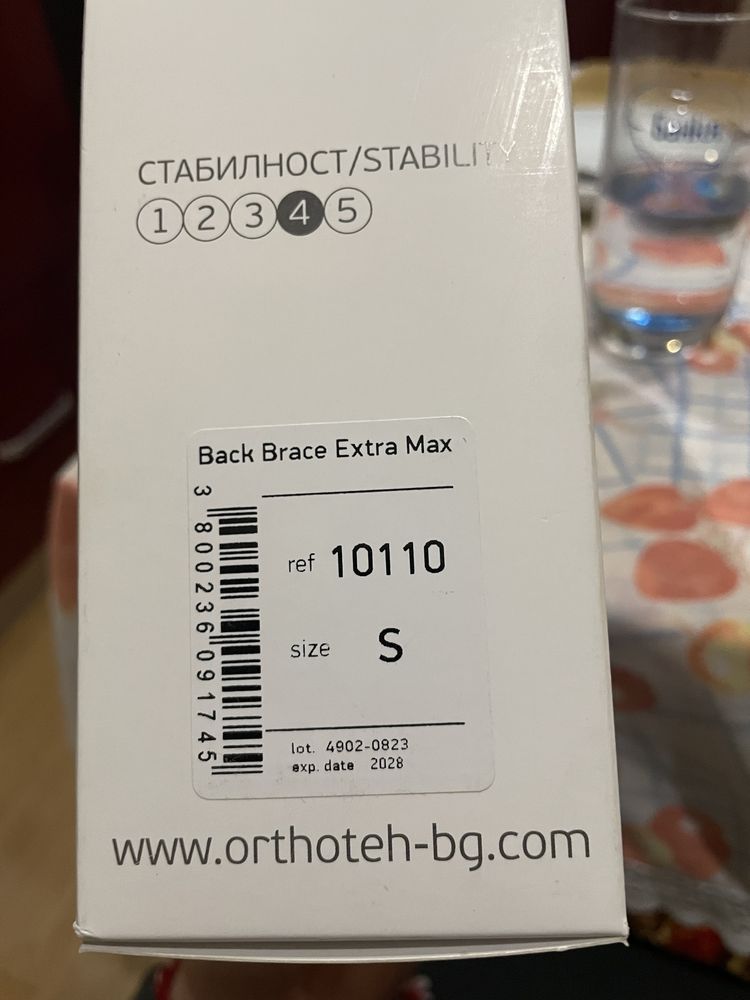 СТАБИЛНОСТ/STABILITY
1 2 3 4 5
Back Brace Extra Max
3 800236 091745
ref 10110
size S
lot. 4902-0823
exp. date 2028
www.orthoteh-bg.com